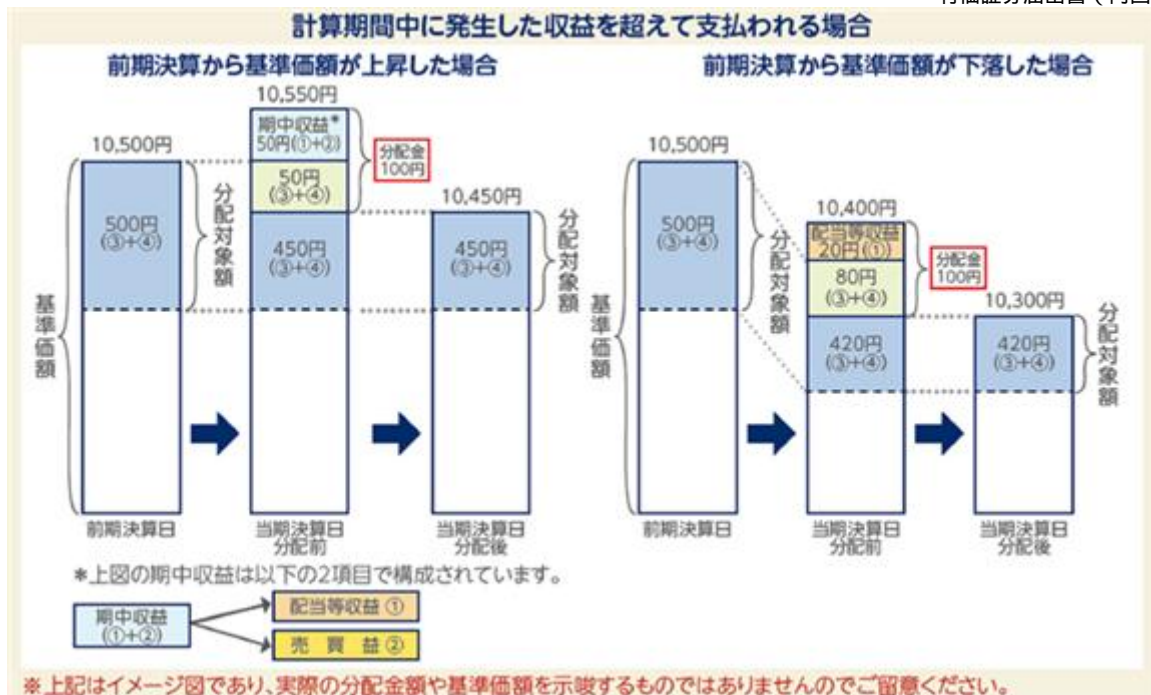 計算期間中に発生した収益を超えて支払われる場合
前期決算から基準価額が上昇した場合
10,550円
10,500円
期中収益*
50円(①+②)
分配金
100円
50円
(③+④)
10,450円
500円
(③+④)
分配対象額
450円
(③+④)
450円
(③+④)
分配対象額
基準価額
前期決算日
当期決算日
分配前
当期決算日
分配後
前期決算から基準価額が下落した場合
10,500円
10,400円
配当等収益
20円(①)
分配金
100円
500円
(③+④)
分配対象額
80円
(③+④)
10,300円
420円
(③+④)
420円
(③+④)
分配対象額
基準価額
前期決算日
当期決算日
分配前
当期決算日
分配後
*上図の期中収益は以下の2項目で構成されています。
期中収益
(①+②)
配当等収益 ①
売 買 益 ②
※上記はイメージ図であり、実際の分配金額や基準価額を示唆するものではありませんのでご留意ください。